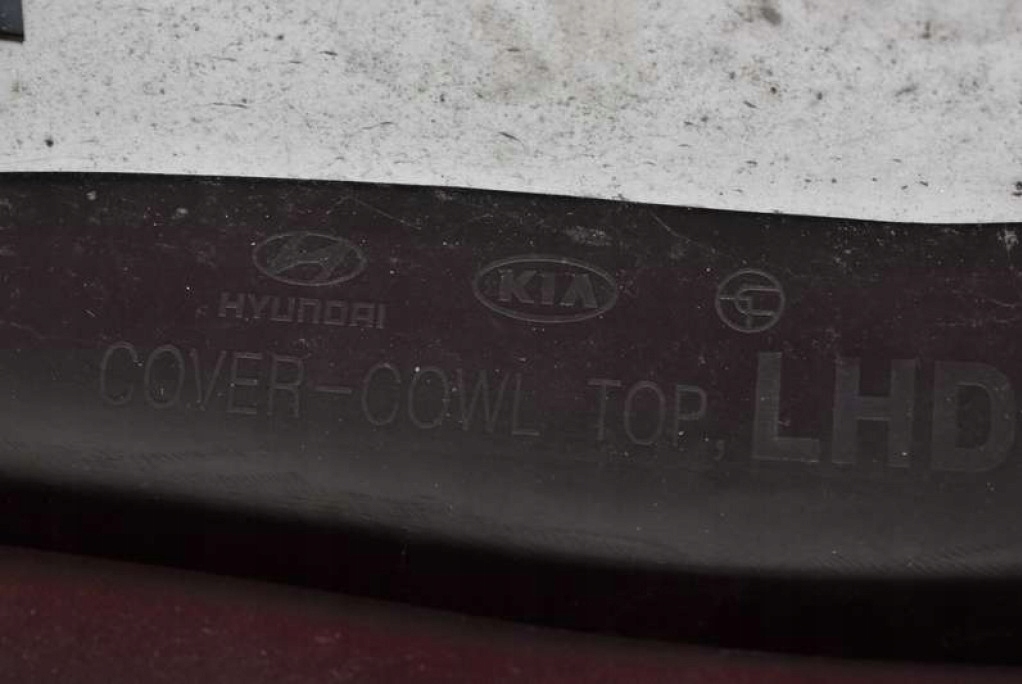 HYUNDAI KIA
COVER-COWL TOP, LHD